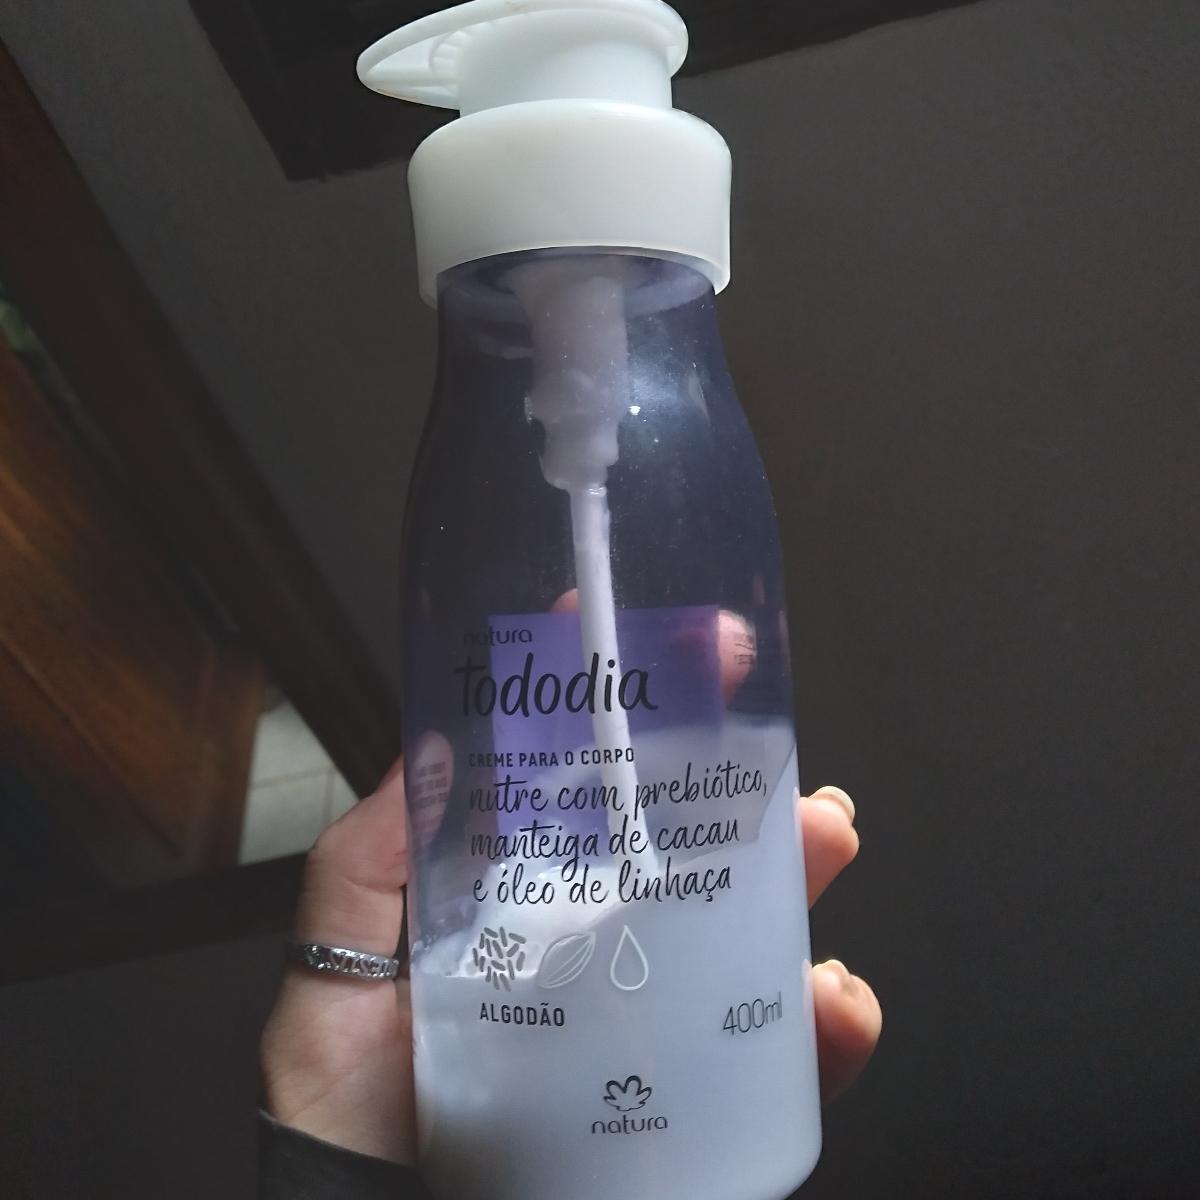 natura
tododia
CREME PARA O CORPO
nutre com prebiótico,
manteiga de cacau
e óleo de linhaça
ALGODÃO
400ml
natura